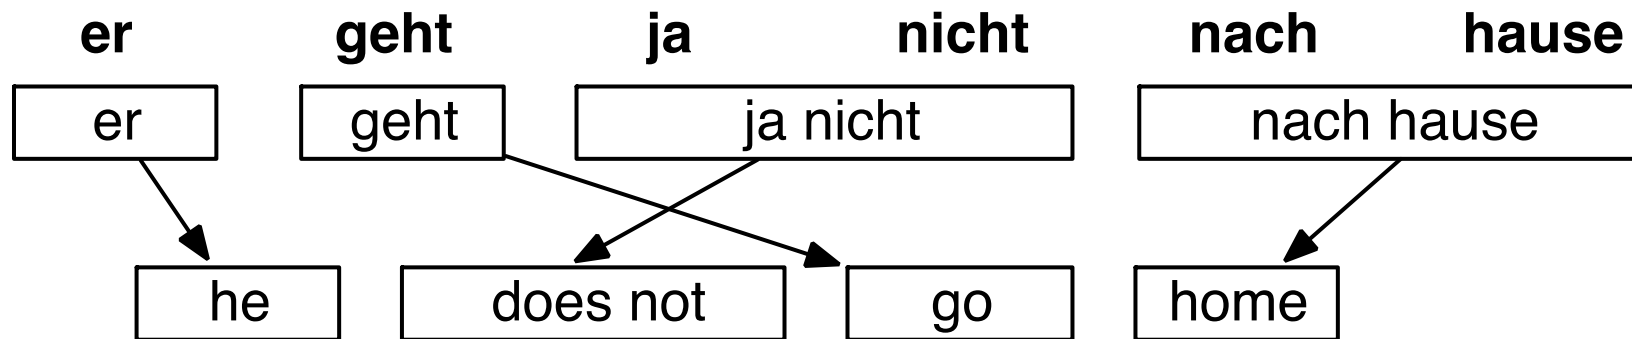 er geht ja nicht nach hause
er geht ja nicht nach hause
he does not go home